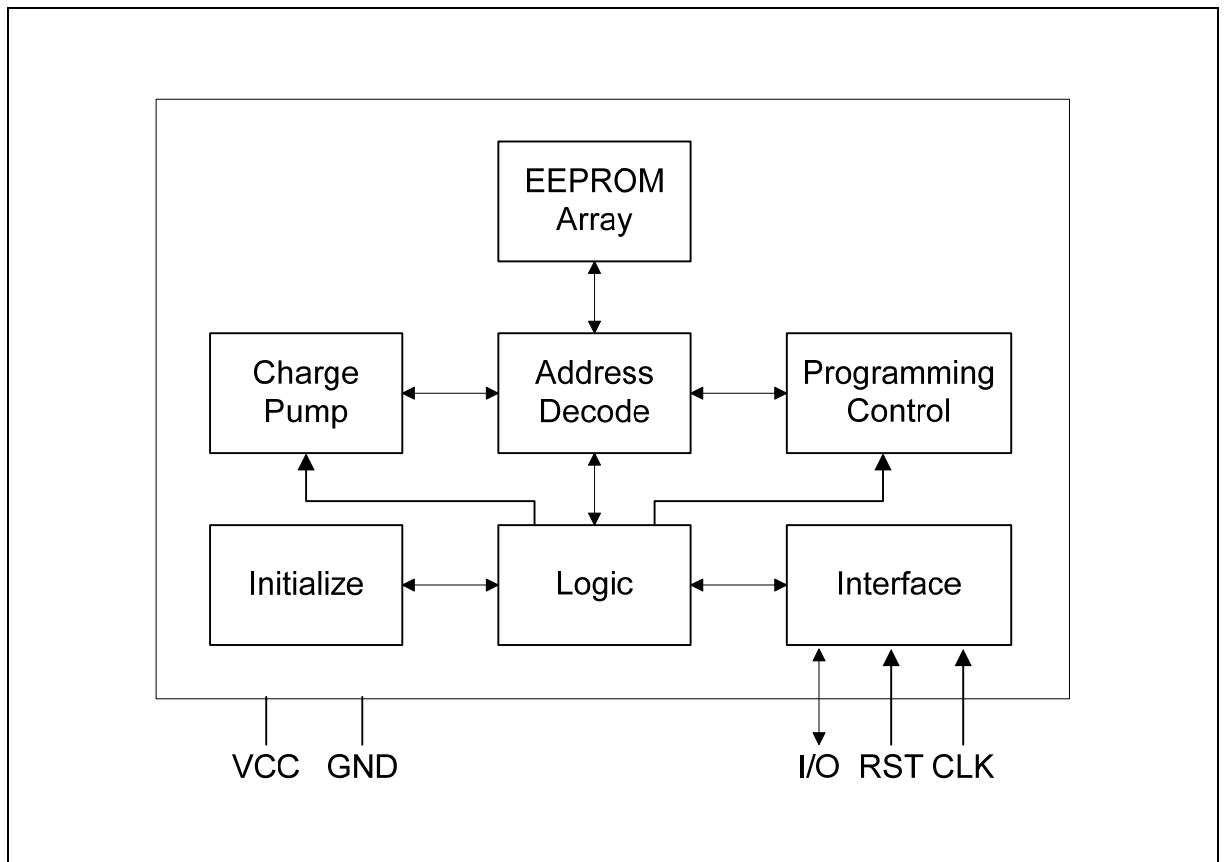 EEPROM
Array
Charge
Pump
Address
Decode
Programming
Control
Initialize
Logic
Interface
VCC GND I/O RST CLK